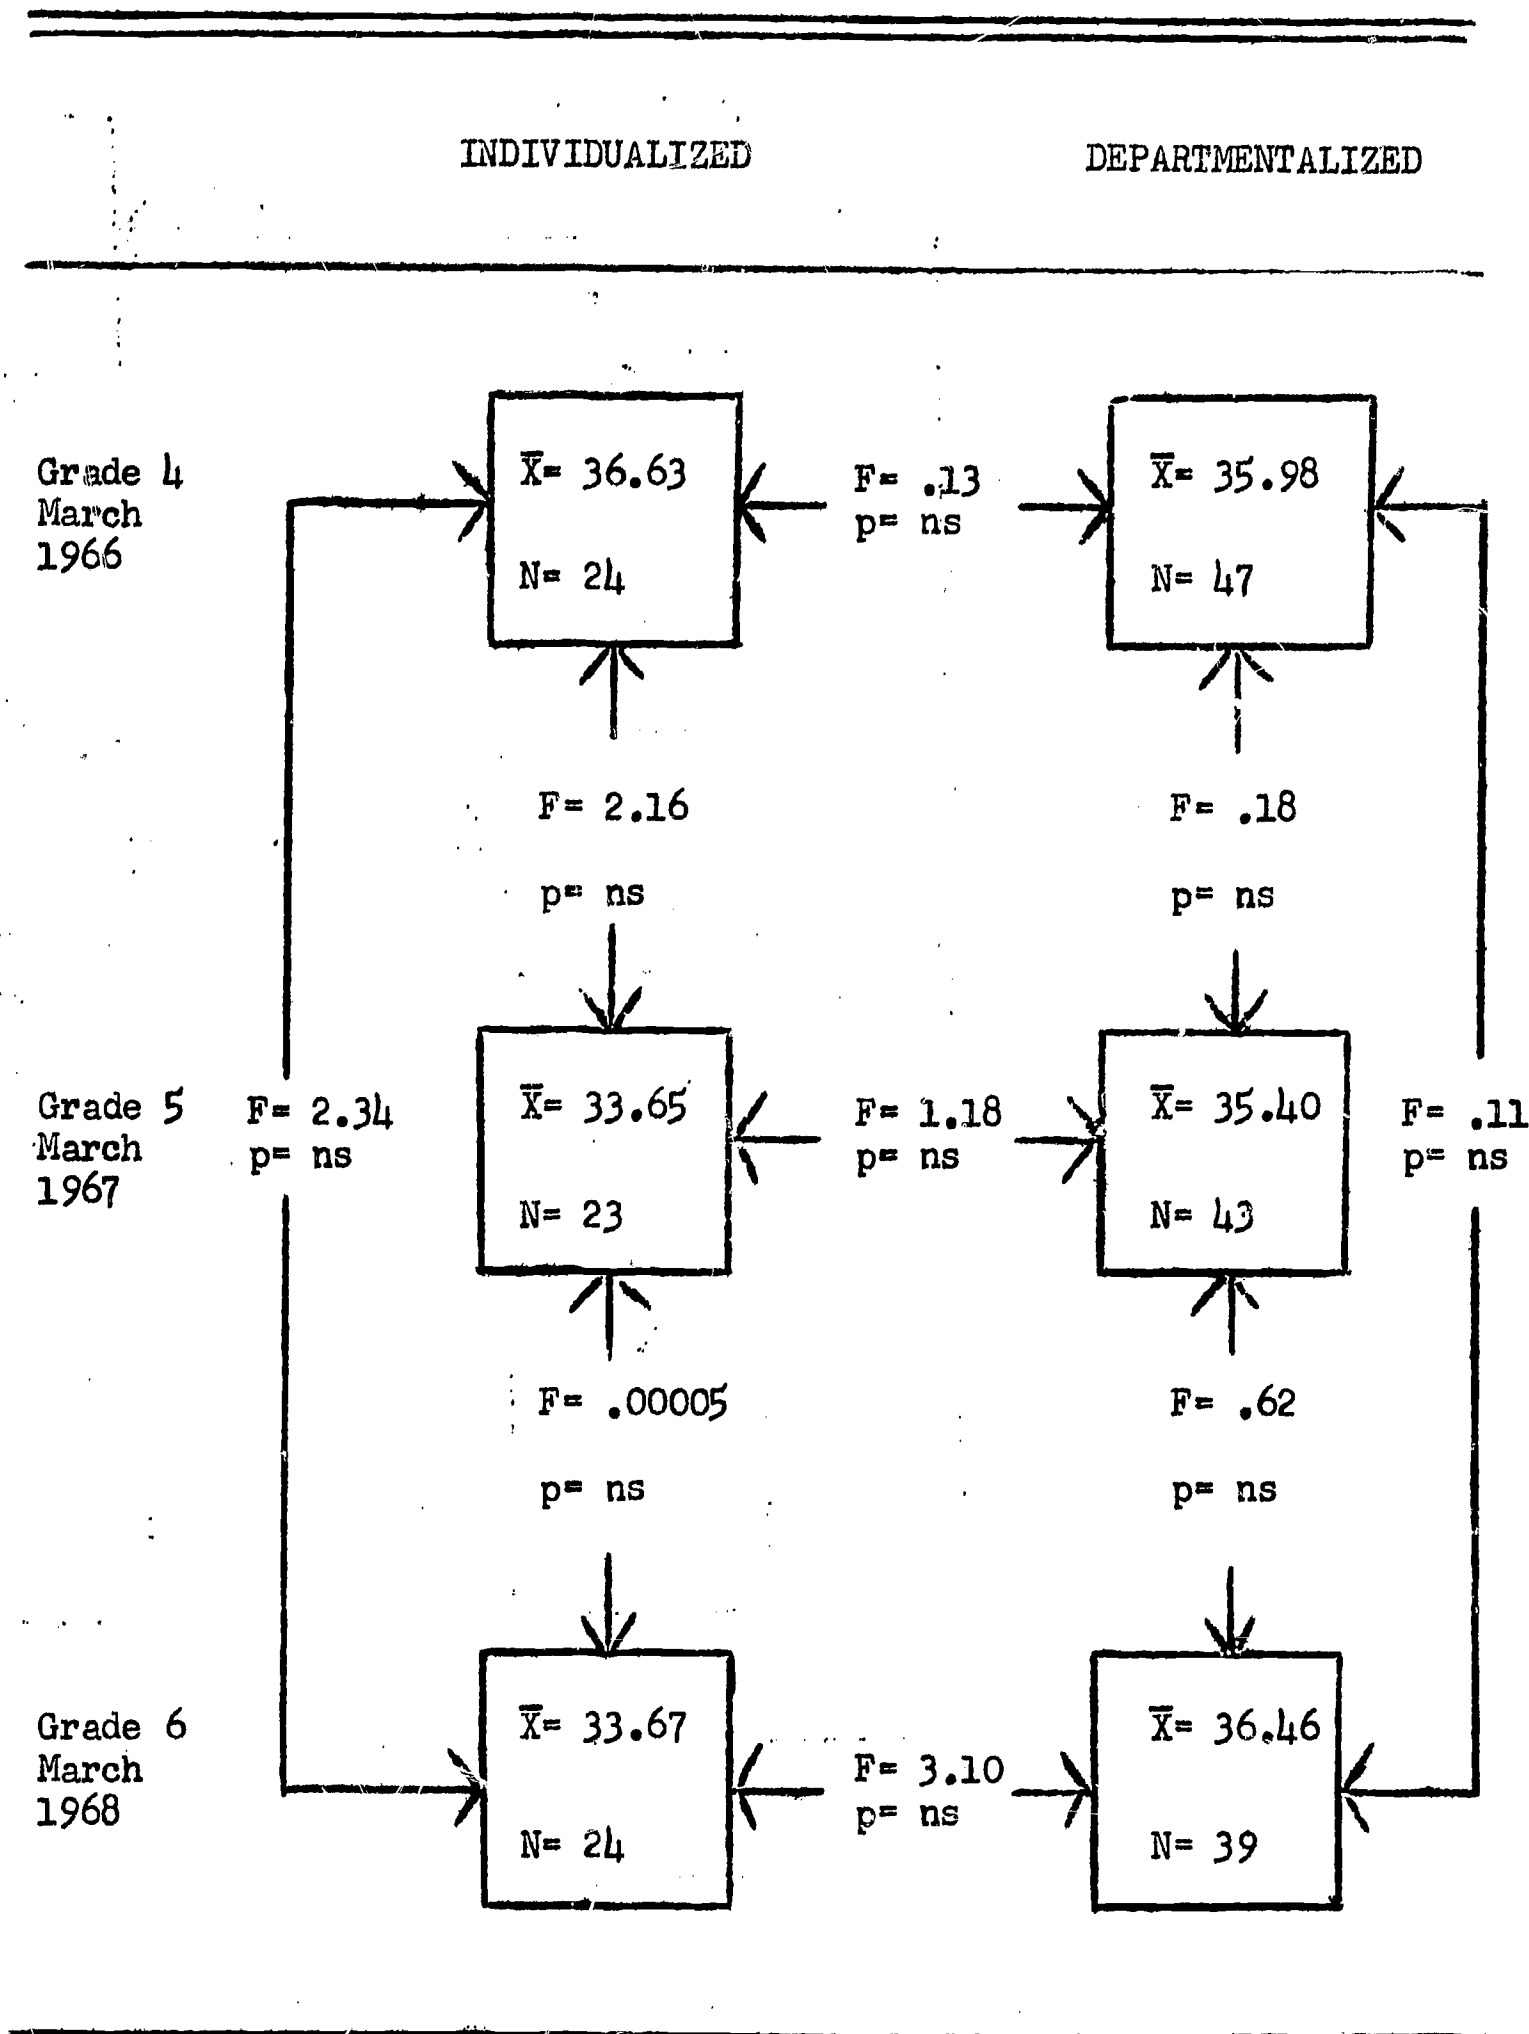 INDIVIDUALIZED DEPARTMENTALIZED
Grade 4
March
1966
X̄= 36.63
N= 24
F= .13
p= ns
X̄= 35.98
N= 47
F= 2.16
p= ns
F= .18
p= ns
Grade 5
March
1967
F= 2.34
p= ns
X̄= 33.65
N= 23
F= 1.18
p= ns
X̄= 35.40
N= 43
F= .11
p= ns
F= .00005
p= ns
F= .62
p= ns
Grade 6
March
1968
X̄= 33.67
N= 24
F= 3.10
p= ns
X̄= 36.46
N= 39